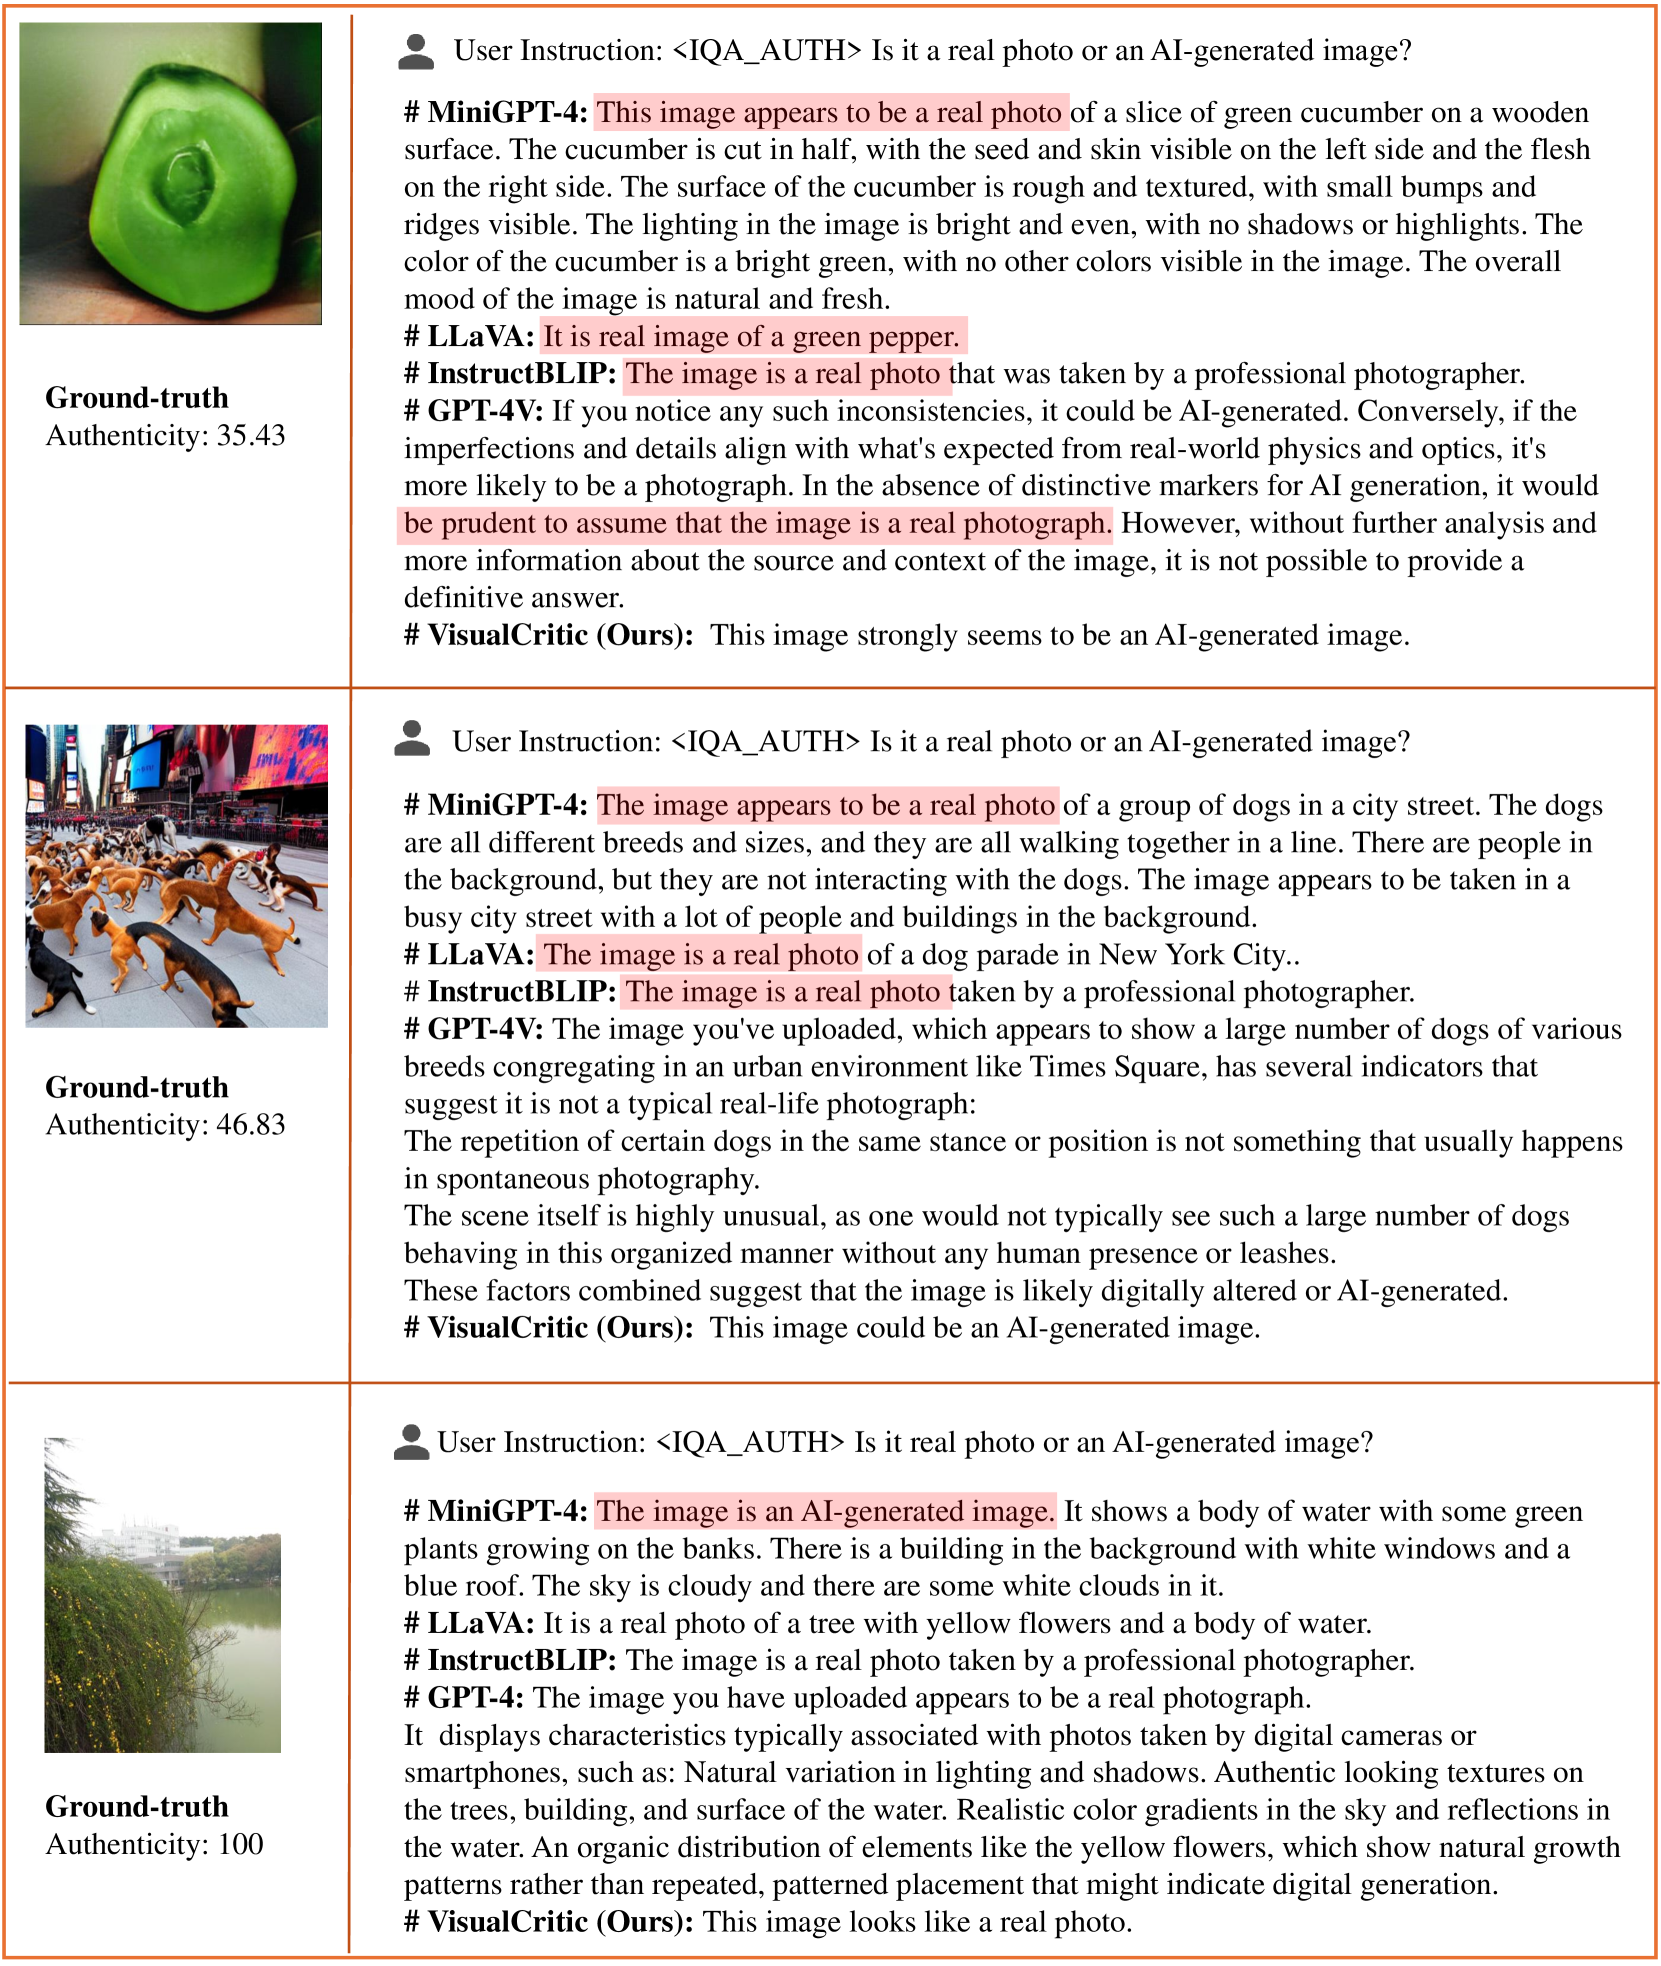 User Instruction: <IQA_AUTH> Is it a real photo or an AI-generated image?
# MiniGPT-4: This image appears to be a real photo of a slice of green cucumber on a wooden
surface. The cucumber is cut in half, with the seed and skin visible on the left side and the flesh
on the right side. The surface of the cucumber is rough and textured, with small bumps and
ridges visible. The lighting in the image is bright and even, with no shadows or highlights. The
color of the cucumber is a bright green, with no other colors visible in the image. The overall
mood of the image is natural and fresh.
# LLaVA: It is real image of a green pepper.
# InstructBLIP: The image is a real photo that was taken by a professional photographer.
# GPT-4V: If you notice any such inconsistencies, it could be AI-generated. Conversely, if the
imperfections and details align with what's expected from real-world physics and optics, it's
more likely to be a photograph. In the absence of distinctive markers for AI generation, it would
be prudent to assume that the image is a real photograph. However, without further analysis and
more information about the source and context of the image, it is not possible to provide a
definitive answer.
# VisualCritic (Ours): This image strongly seems to be an AI-generated image.
Ground-truth
Authenticity: 35.43
User Instruction: <IQA_AUTH> Is it a real photo or an AI-generated image?
# MiniGPT-4: The image appears to be a real photo of a group of dogs in a city street. The dogs
are all different breeds and sizes, and they are all walking together in a line. There are people in
the background, but they are not interacting with the dogs. The image appears to be taken in a
busy city street with a lot of people and buildings in the background.
# LLaVA: The image is a real photo of a dog parade in New York City..
# InstructBLIP: The image is a real photo taken by a professional photographer.
# GPT-4V: The image you've uploaded, which appears to show a large number of dogs of various
breeds congregating in an urban environment like Times Square, has several indicators that
suggest it is not a typical real-life photograph:
The repetition of certain dogs in the same stance or position is not something that usually happens
in spontaneous photography.
The scene itself is highly unusual, as one would not typically see such a large number of dogs
behaving in this organized manner without any human presence or leashes.
These factors combined suggest that the image is likely digitally altered or AI-generated.
# VisualCritic (Ours): This image could be an AI-generated image.
Ground-truth
Authenticity: 46.83
User Instruction: <IQA_AUTH> Is it real photo or an AI-generated image?
# MiniGPT-4: The image is an AI-generated image. It shows a body of water with some green
plants growing on the banks. There is a building in the background with white windows and a
blue roof. The sky is cloudy and there are some white clouds in it.
# LLaVA: It is a real photo of a tree with yellow flowers and a body of water.
# InstructBLIP: The image is a real photo taken by a professional photographer.
# GPT-4: The image you have uploaded appears to be a real photograph.
It displays characteristics typically associated with photos taken by digital cameras or
smartphones, such as: Natural variation in lighting and shadows. Authentic looking textures on
the trees, building, and surface of the water. Realistic color gradients in the sky and reflections in
the water. An organic distribution of elements like the yellow flowers, which show natural growth
patterns rather than repeated, patterned placement that might indicate digital generation.
# VisualCritic (Ours): This image looks like a real photo.
Ground-truth
Authenticity: 100